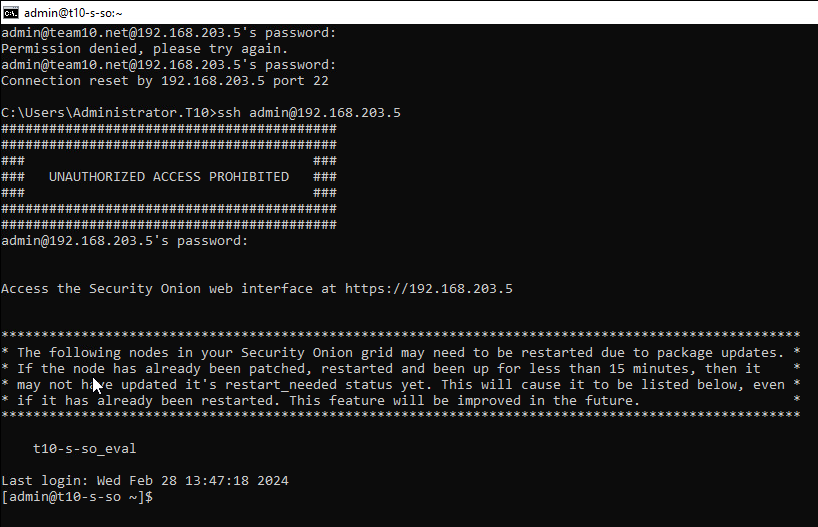 admin@t10-s-so:~
admin@team10.net@192.168.203.5's password:
Permission denied, please try again.
admin@team10.net@192.168.203.5's password:
Connection reset by 192.168.203.5 port 22
C:\Users\Administrator.T10>ssh admin@192.168.203.5
##########################################
##########################################
###                                    ###
###   UNAUTHORIZED ACCESS PROHIBITED   ###
###                                    ###
##########################################
##########################################
admin@192.168.203.5's password:
Access the Security Onion web interface at https://192.168.203.5
****************************************************************************************************
* The following nodes in your Security Onion grid may need to be restarted due to package updates. *
* If the node has already been patched, restarted and been up for less than 15 minutes, then it    *
* may not have updated it's restart_needed status yet. This will cause it to be listed below, even *
* if it has already been restarted. This feature will be improved in the future.                   *
****************************************************************************************************
    t10-s-so_eval
Last login: Wed Feb 28 13:47:18 2024
[admin@t10-s-so ~]$